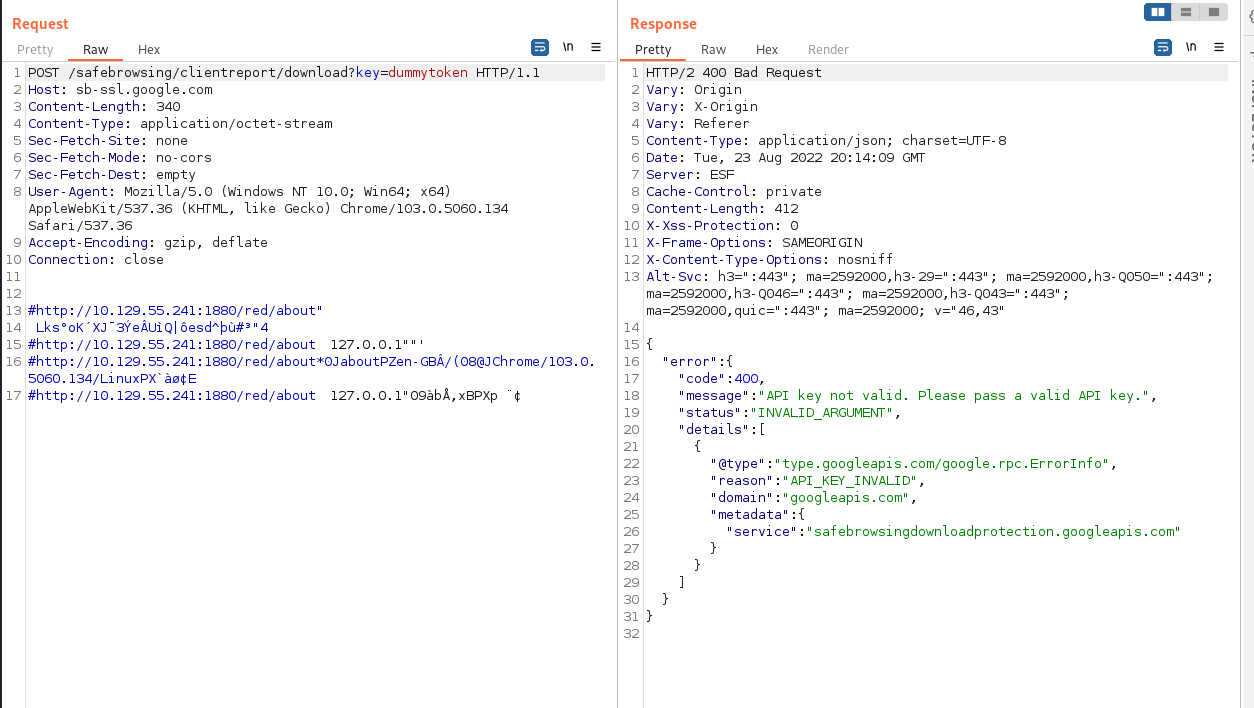 Request
Pretty Raw Hex \n
1 POST /safebrowsing/clientreport/download?key=dummytoken HTTP/1.1
2 Host: sb-ssl.google.com
3 Content-Length: 340
4 Content-Type: application/octet-stream
5 Sec-Fetch-Site: none
6 Sec-Fetch-Mode: no-cors
7 Sec-Fetch-Dest: empty
8 User-Agent: Mozilla/5.0 (Windows NT 10.0; Win64; x64)
AppleWebKit/537.36 (KHTML, like Gecko) Chrome/103.0.5060.134
Safari/537.36
9 Accept-Encoding: gzip, deflate
10 Connection: close
11
12
13 #http://10.129.55.241:1880/red/about"
14 Lks°oK´XJ¯3ÝeÂUîQ|ôesd^þù#³"4
15 #http://10.129.55.241:1880/red/about 127.0.0.1""'
16 #http://10.129.55.241:1880/red/about*0JaboutPZen-GBÂ/(08@JChrome/103.0.
5060.134/LinuxPX`àø¢E
17 #http://10.129.55.241:1880/red/about 127.0.0.1"09àbÅ,xBPXp ¨¢
Response
Pretty Raw Hex Render \n
1 HTTP/2 400 Bad Request
2 Vary: Origin
3 Vary: X-Origin
4 Vary: Referer
5 Content-Type: application/json; charset=UTF-8
6 Date: Tue, 23 Aug 2022 20:14:09 GMT
7 Server: ESF
8 Cache-Control: private
9 Content-Length: 412
10 X-Xss-Protection: 0
11 X-Frame-Options: SAMEORIGIN
12 X-Content-Type-Options: nosniff
13 Alt-Svc: h3=":443"; ma=2592000,h3-29=":443"; ma=2592000,h3-Q050=":443";
ma=2592000,h3-Q046=":443"; ma=2592000,h3-Q043=":443";
ma=2592000,quic=":443"; ma=2592000; v="46,43"
14
15 {
16 "error":{
17 "code":400,
18 "message":"API key not valid. Please pass a valid API key.",
19 "status":"INVALID_ARGUMENT",
20 "details":[
21 {
22 "@type":"type.googleapis.com/google.rpc.ErrorInfo",
23 "reason":"API_KEY_INVALID",
24 "domain":"googleapis.com",
25 "metadata":{
26 "service":"safebrowsingdownloadprotection.googleapis.com"
27 }
28 }
29 ]
30 }
31 }
32